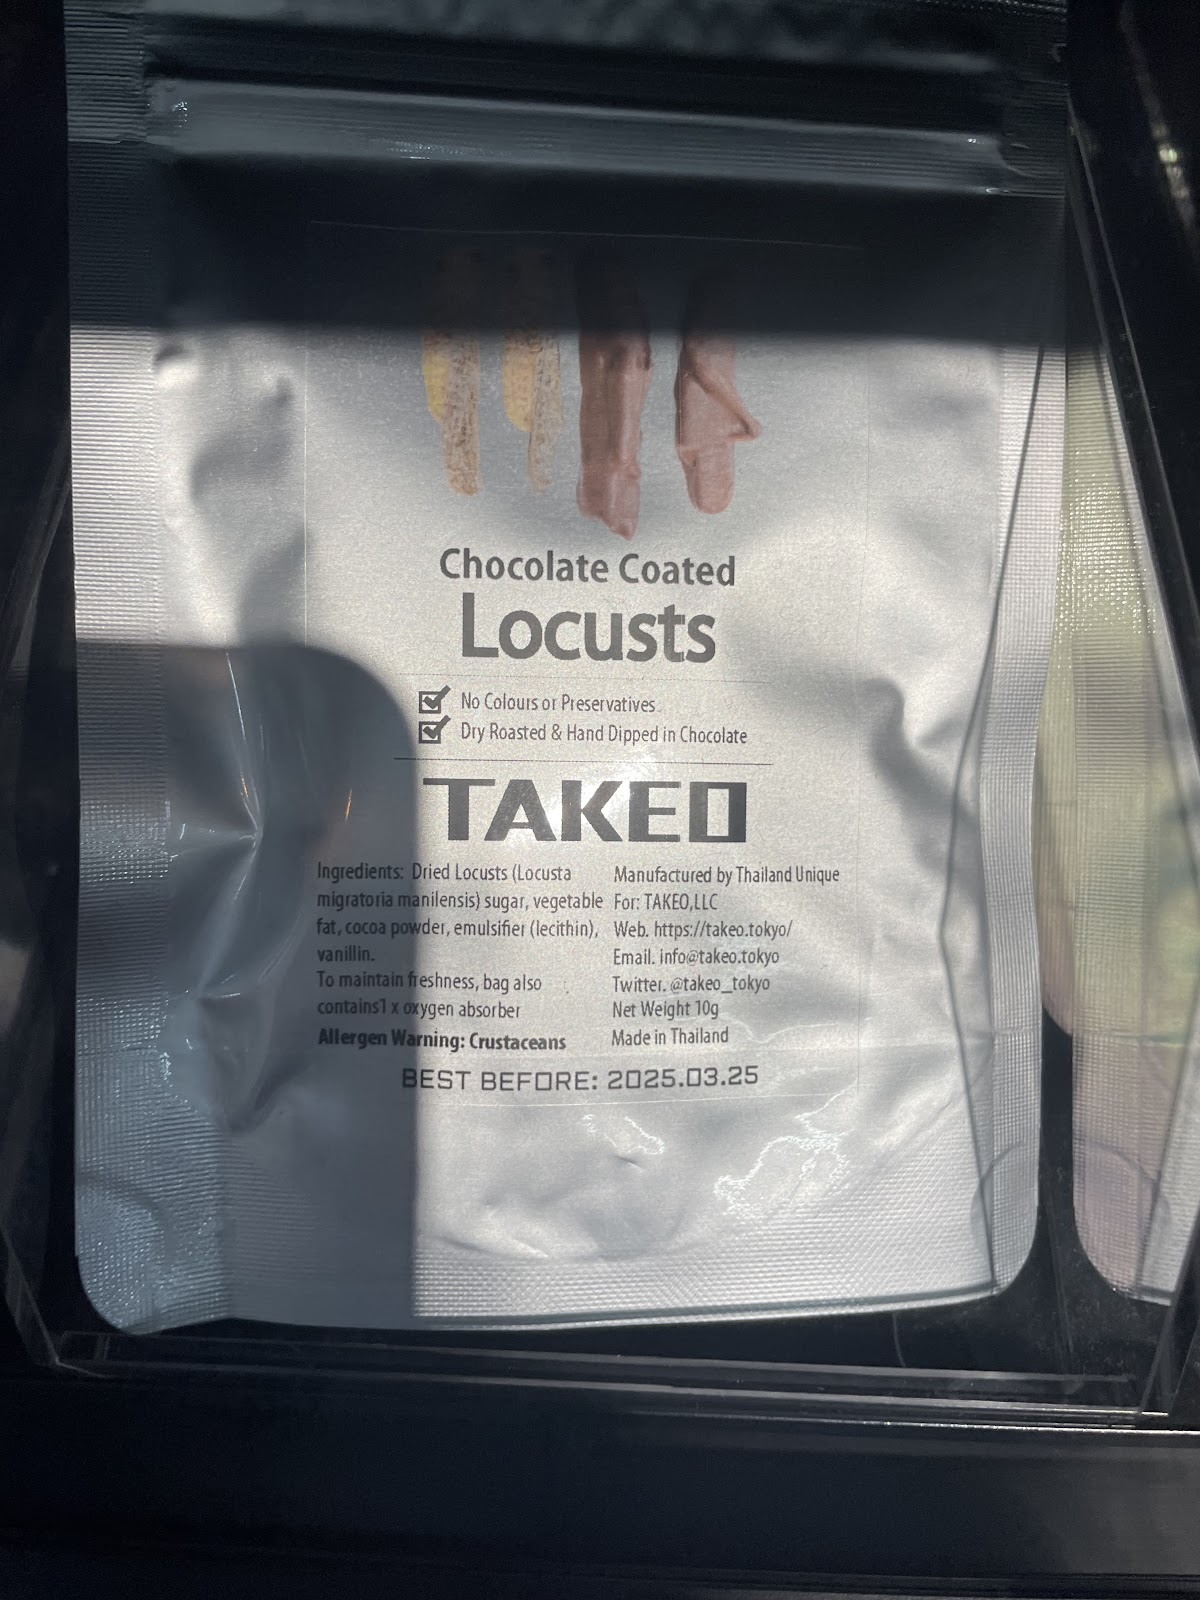 Chocolate Coated
Locusts
No Colours or Preservatives
Dry Roasted & Hand Dipped in Chocolate
TAKEO
Ingredients: Dried Locusts (Locusta
migratoria manilensis) sugar, vegetable
fat, cocoa powder, emulsifier (lecithin),
vanillin.
To maintain freshness, bag also
contains1 x oxygen absorber
Allergen Warning: Crustaceans
Manufactured by Thailand Unique
For: TAKEO,LLC
Web. https://takeo.tokyo/
Email. info@takeo.tokyo
Twitter. @takeo_tokyo
Net Weight 10g
Made in Thailand
BEST BEFORE: 2025.03.25